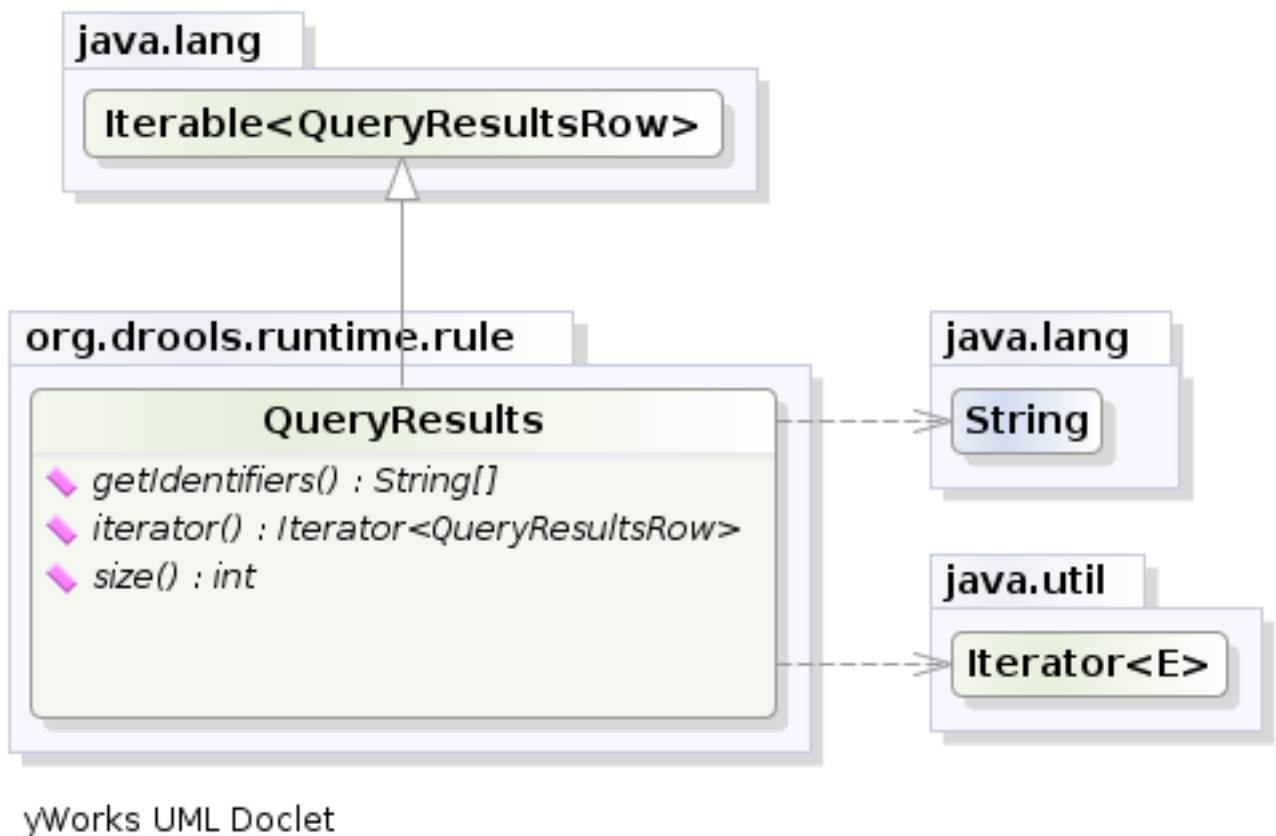 java.lang
Iterable<QueryResultsRow>
org.drools.runtime.rule
QueryResults
getIdentifiers() : String[]
iterator() : Iterator<QueryResultsRow>
size() : int
java.lang
String
java.util
Iterator<E>
yWorks UML Doclet